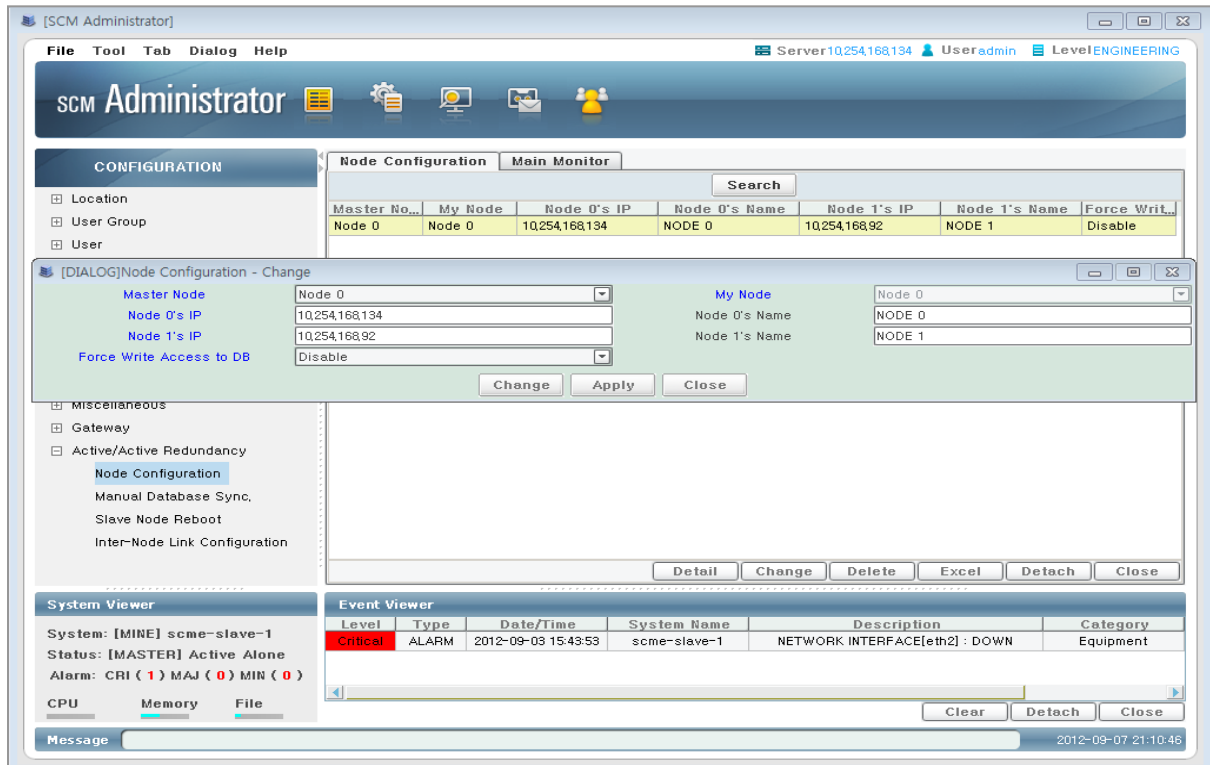 [SCM Administrator]
File Tool Tab Dialog Help Server10,254,168,134 Useradmin LevelENGINEERING
SCM Administrator
CONFIGURATION
Location
User Group
User
Node Configuration Main Monitor
Search
Master No... My Node Node 0's IP Node 0's Name Node 1's IP Node 1's Name Force Writ...
Node 0 Node 0 10,254,168,134 NODE 0 10,254,168,92 NODE 1 Disable
[DIALOG]Node Configuration - Change
Master Node Node 0 My Node Node 0
Node 0's IP 10,254,168,134 Node 0's Name NODE 0
Node 1's IP 10,254,168,92 Node 1's Name NODE 1
Force Write Access to DB Disable
Change Apply Close
Miscellaneous
Gateway
Active/Active Redundancy
Node Configuration
Manual Database Sync,
Slave Node Reboot
Inter-Node Link Configuration
Detail Change Delete Excel Detach Close
System Viewer
System: [MINE] scme-slave-1
Status: [MASTER] Active Alone
Alarm: CRI ( 1 ) MAJ ( 0 ) MIN ( 0 )
CPU Memory File
Event Viewer
Level Type Date/Time System Name Description Category
Critical ALARM 2012-09-03 15:43:53 scme-slave-1 NETWORK INTERFACE[eth2] : DOWN Equipment
Clear Detach Close
Message 2012-09-07 21:10:46